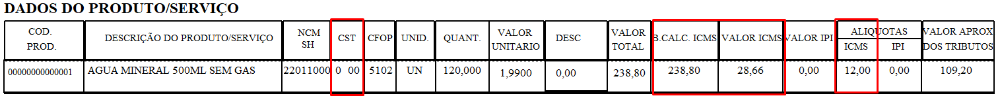 DADOS DO PRODUTO/SERVIÇO
COD. PROD. DESCRIÇÃO DO PRODUTO/SERVIÇO NCM SH CST CFOP UNID. QUANT. VALOR UNITARIO DESC VALOR TOTAL B.CALC. ICMS VALOR ICMS VALOR IPI ALIQUOTAS ICMS IPI VALOR APROX DOS TRIBUTOS
00000000000001 AGUA MINERAL 500ML SEM GAS 22011000 0 00 5102 UN 120,000 1,9900 0,00 238,80 238,80 28,66 0,00 12,00 0,00 109,20